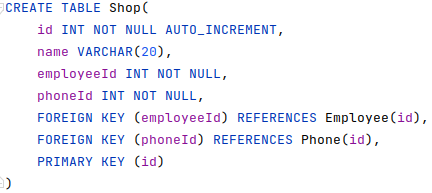 CREATE TABLE Shop(
    id INT NOT NULL AUTO_INCREMENT,
    name VARCHAR(20),
    employeeId INT NOT NULL,
    phoneId INT NOT NULL,
    FOREIGN KEY (employeeId) REFERENCES Employee(id),
    FOREIGN KEY (phoneId) REFERENCES Phone(id),
    PRIMARY KEY (id)
)